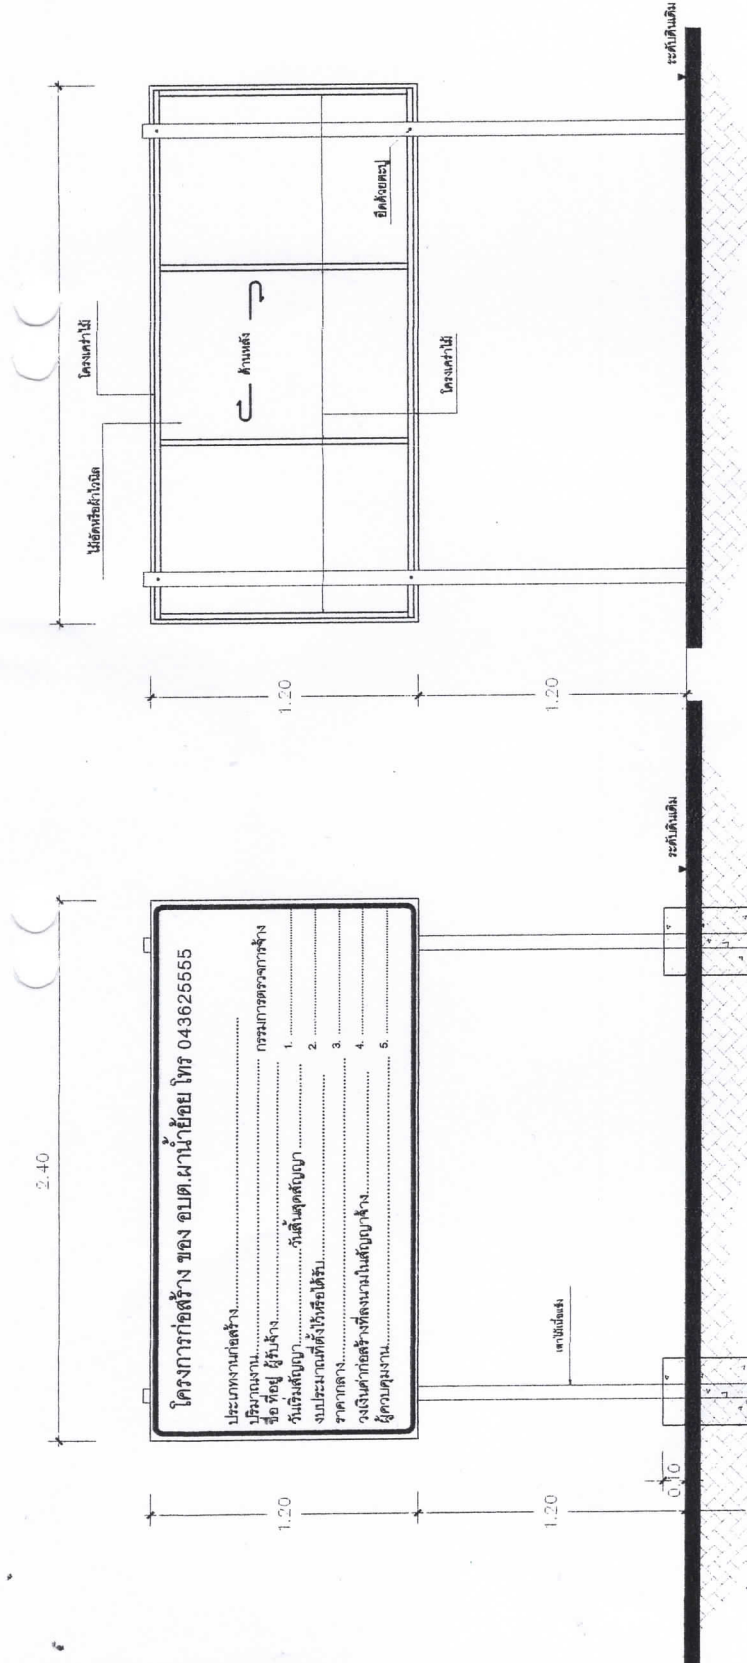 2.40
1.20
1.20
0.10
โครงการก่อสร้าง ของ อบต.ผาน้ำย้อย โทร 043625555
ประเภทงานก่อสร้าง........................
ปริมาณงาน........................
ชื่อ ที่อยู่ ผู้รับจ้าง........................
วันเริ่มสัญญา................วันสิ้นสุดสัญญา................
งบประมาณที่ตั้งไว้หรือได้รับ........................
ราคากลาง........................
วงเงินค่าก่อสร้างที่ลงนามในสัญญาจ้าง........................
ผู้ควบคุมงาน........................
กรรมการตรวจการจ้าง
1. ................
2. ................
3. ................
4. ................
5. ................
เสาไม้เนื้อแข็ง
ระดับดินเดิม
1.20
1.20
ไม้อัดหรือผ้าไวนิล
โครงเคร่าไม้
ด้านหลัง
โครงเคร่าไม้
ยึดด้วยตะปู
ระดับดินเดิม